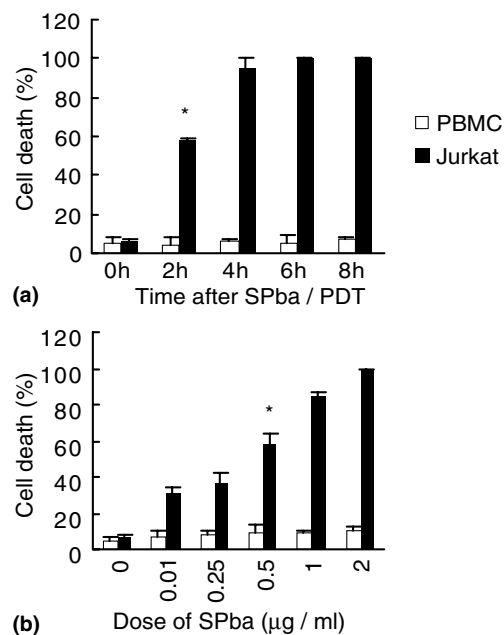 120
100
80
60
40
20
0
Cell death (%)
*
PBMC
Jurkat
0h 2h 4h 6h 8h
(a) Time after SPba / PDT
120
100
80
60
40
20
0
Cell death (%)
*
0 0.01 0.25 0.5 1 2
(b) Dose of SPba (μg / ml)